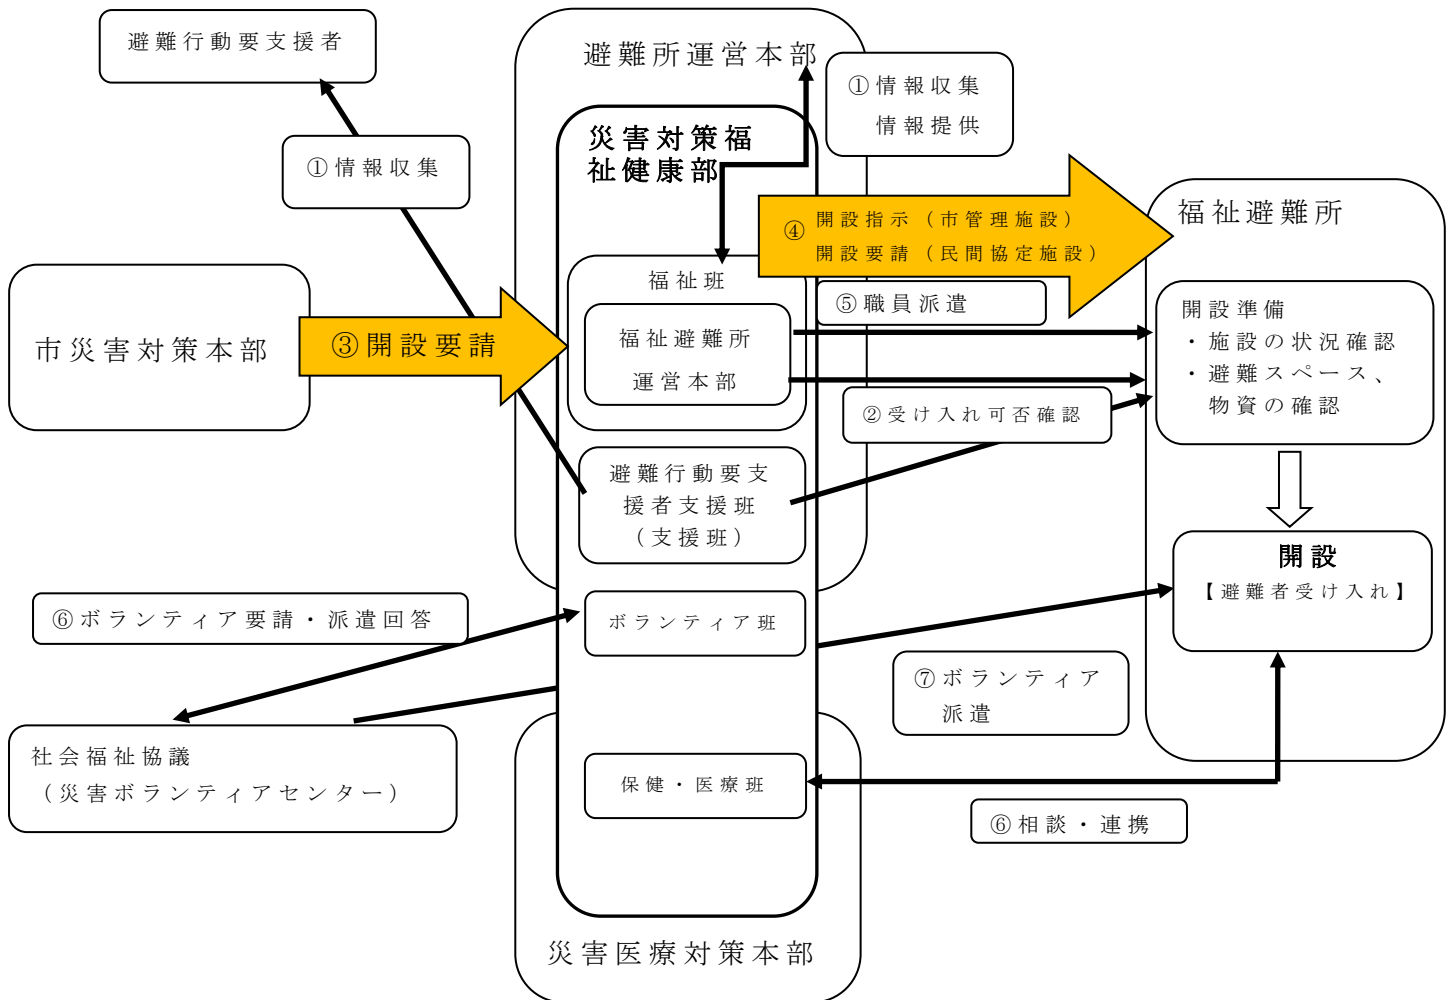 避難行動要支援者
避難所運営本部
①情報収集
情報提供
災害対策福
祉健康部
①情報収集
④
開設指示（市管理施設）
開設要請（民間協定施設）
福祉避難所
福祉班
⑤職員派遣
市災害対策本部
③開設要請
福祉避難所
運営本部
開設準備
・施設の状況確認
・避難スペース、
物資の確認
②受け入れ可否確認
避難行動要支
援者支援班
（支援班）
開設
【避難者受け入れ】
⑥ボランティア要請・派遣回答
ボランティア班
⑦ボランティア
派遣
社会福祉協議
（災害ボランティアセンター）
保健・医療班
⑥相談・連携
災害医療対策本部